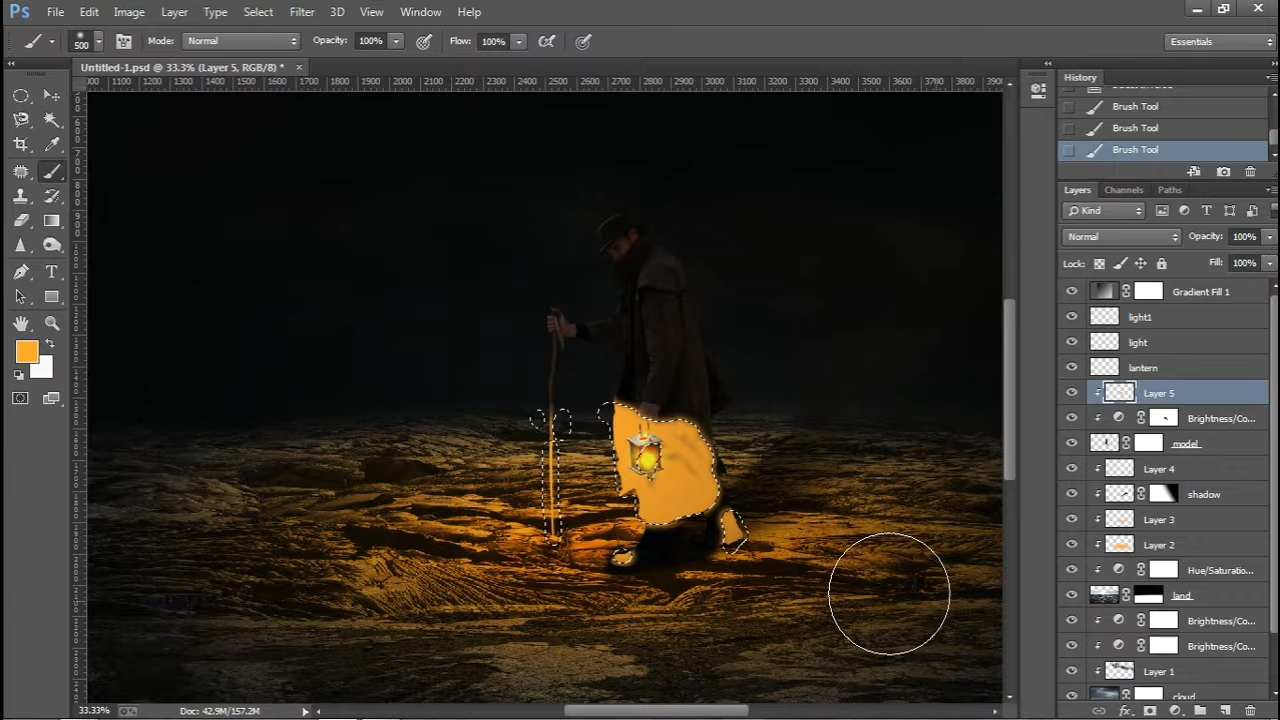 Ps File Edit Image Layer Type Select Filter 3D View Window Help
500 Mode: Normal Opacity: 100% Flow: 100% Essentials
Untitled-1.psd @ 33.3% (Layer 5, RGB/8) * ×
1100 1200 1300 1400 1500 1600 1700 1800 1900 2000 2100 2200 2300 2400 2500 2600 2700 2800 2900 3000 3100 3200 3300 3400 3500 3600 3700 3800 3900
History
Brush Tool
Brush Tool
Brush Tool
Layers Channels Paths
Kind
Normal Opacity: 100%
Lock: Fill: 100%
Gradient Fill 1
light1
light
lantern
Layer 5
Brightness/Co...
model
Layer 4
shadow
Layer 3
Layer 2
Hue/Saturatio...
land
Brightness/Co...
Brightness/Co...
Layer 1
cloud
33.33% Doc: 42.9M/157.2M